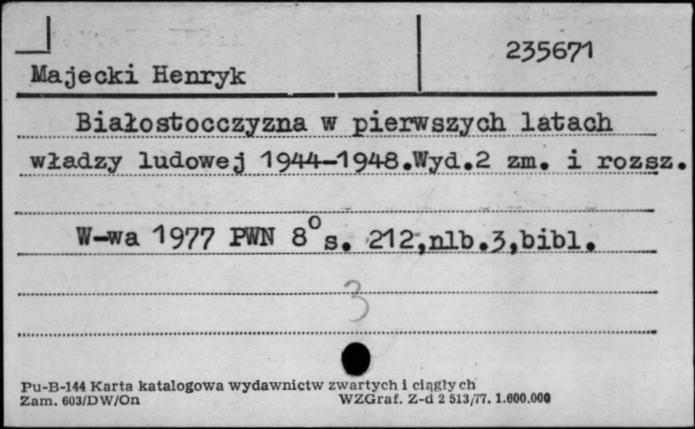 235671
Majecki Henryk
Białostocczyzna w pierwszych latach
władzy ludowej 1944-1948.Wyd.2 zm. i rozsz.
W-wa 1977 PWN 8° s. 212,nlb.3,bibl.
3
Pu-B-144 Karta katalogowa wydawnictw zwartych i ciągłych
Zam. 603/DW/On WZGraf. Z-d 2 513/77. 1.600.000